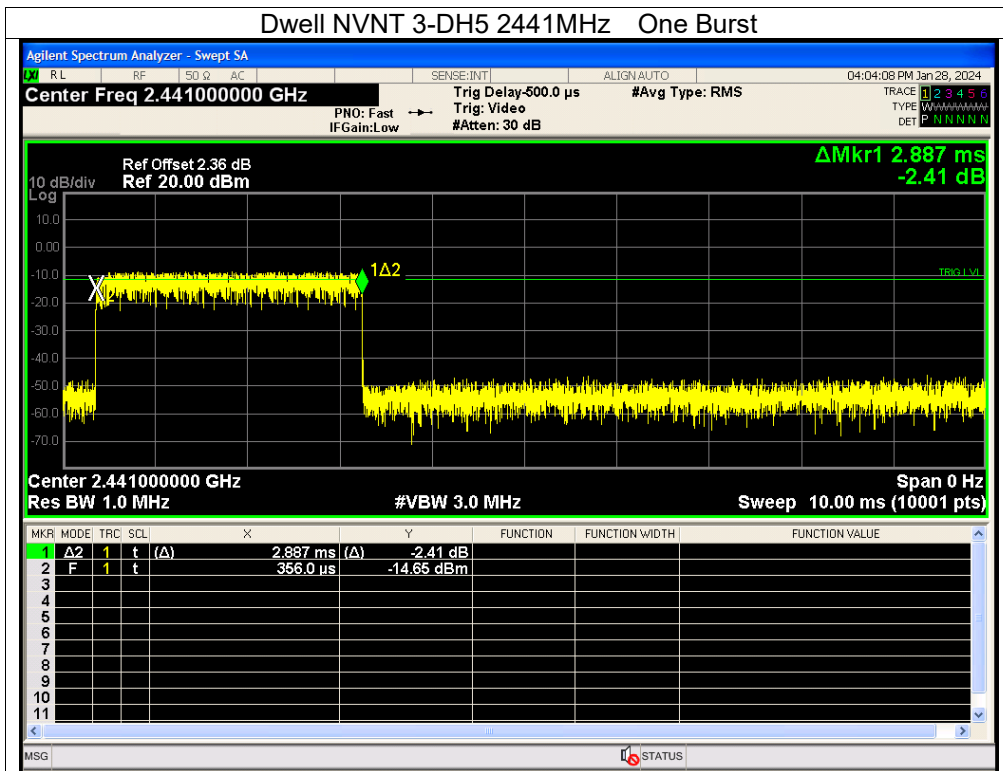 Dwell NVNT 3-DH5 2441MHz One Burst
Agilent Spectrum Analyzer - Swept SA
LXI RL RF 50 Ω AC SENSE:INT ALIGN AUTO 04:04:08 PM Jan 28, 2024
Center Freq 2.441000000 GHz Trig Delay-500.0 µs #Avg Type: RMS TRACE 1 2 3 4 5 6
PNO: Fast Trig: Video TYPE WWWWWW
IFGain:Low #Atten: 30 dB DET P N N N N N
ΔMkr1 2.887 ms
-2.41 dB
Ref Offset 2.36 dB
10 dB/div Ref 20.00 dBm
Log
10.0
0.00
1Δ2
-10.0
TRIG LVL
-20.0
-30.0
-40.0
-50.0
-60.0
-70.0
Center 2.441000000 GHz Span 0 Hz
Res BW 1.0 MHz #VBW 3.0 MHz Sweep 10.00 ms (10001 pts)
MKR MODE TRC SCL X Y FUNCTION FUNCTION WIDTH FUNCTION VALUE
1 Δ2 1 t (Δ) 2.887 ms (Δ) -2.41 dB
2 F 1 t 356.0 µs -14.65 dBm
3
4
5
6
7
8
9
10
11
MSG STATUS